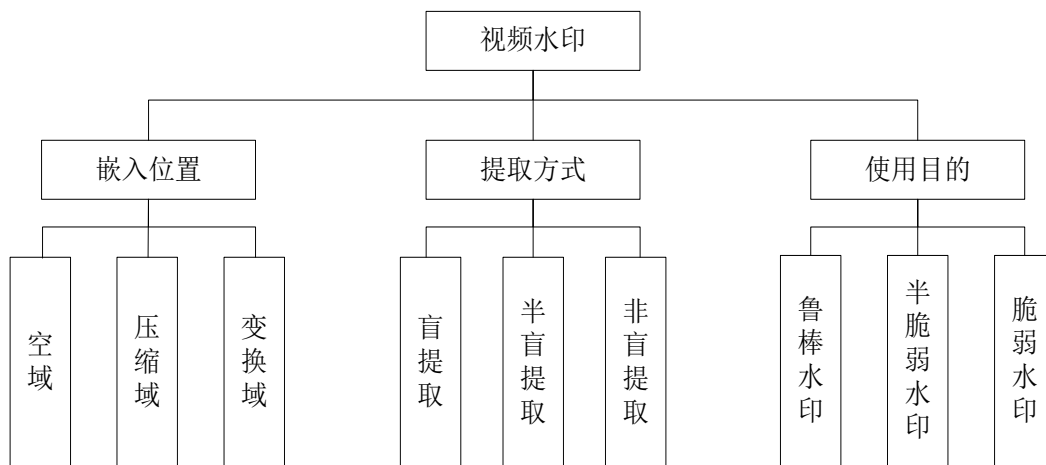 视频水印
嵌入位置
提取方式
使用目的
空域
压缩域
变换域
盲提取
半盲提取
非盲提取
鲁棒水印
半脆弱水印
脆弱水印